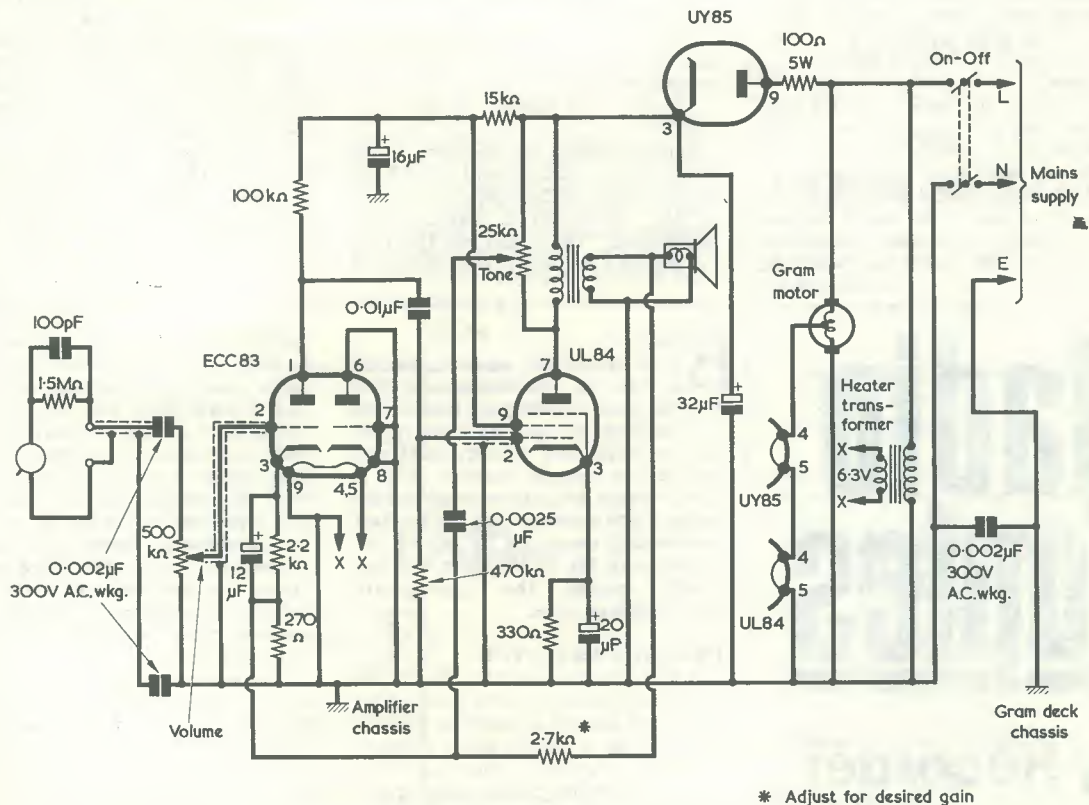 UY85
100Ω
5W
On-Off
L
N
Mains
supply
E
9
3
15kΩ
16µF
100kΩ
25kΩ
Tone
0·01µF
Gram
motor
100pF
1·5MΩ
ECC83
1
6
2
7
3
9
4,5
8
UL84
7
9
2
3
32µF
Heater
trans-
former
X
6·3V
X
4
5
UY85
4
5
UL84
500
kΩ
0·002µF
300V
A.C. wkg.
12
µF
2·2
kΩ
270
Ω
X X
470kΩ
0·0025
µF
330Ω
20
µF
0·002µF
300V
A.C. wkg.
Volume
Amplifier
chassis
2·7kΩ *
Gram deck
chassis
* Adjust for desired gain